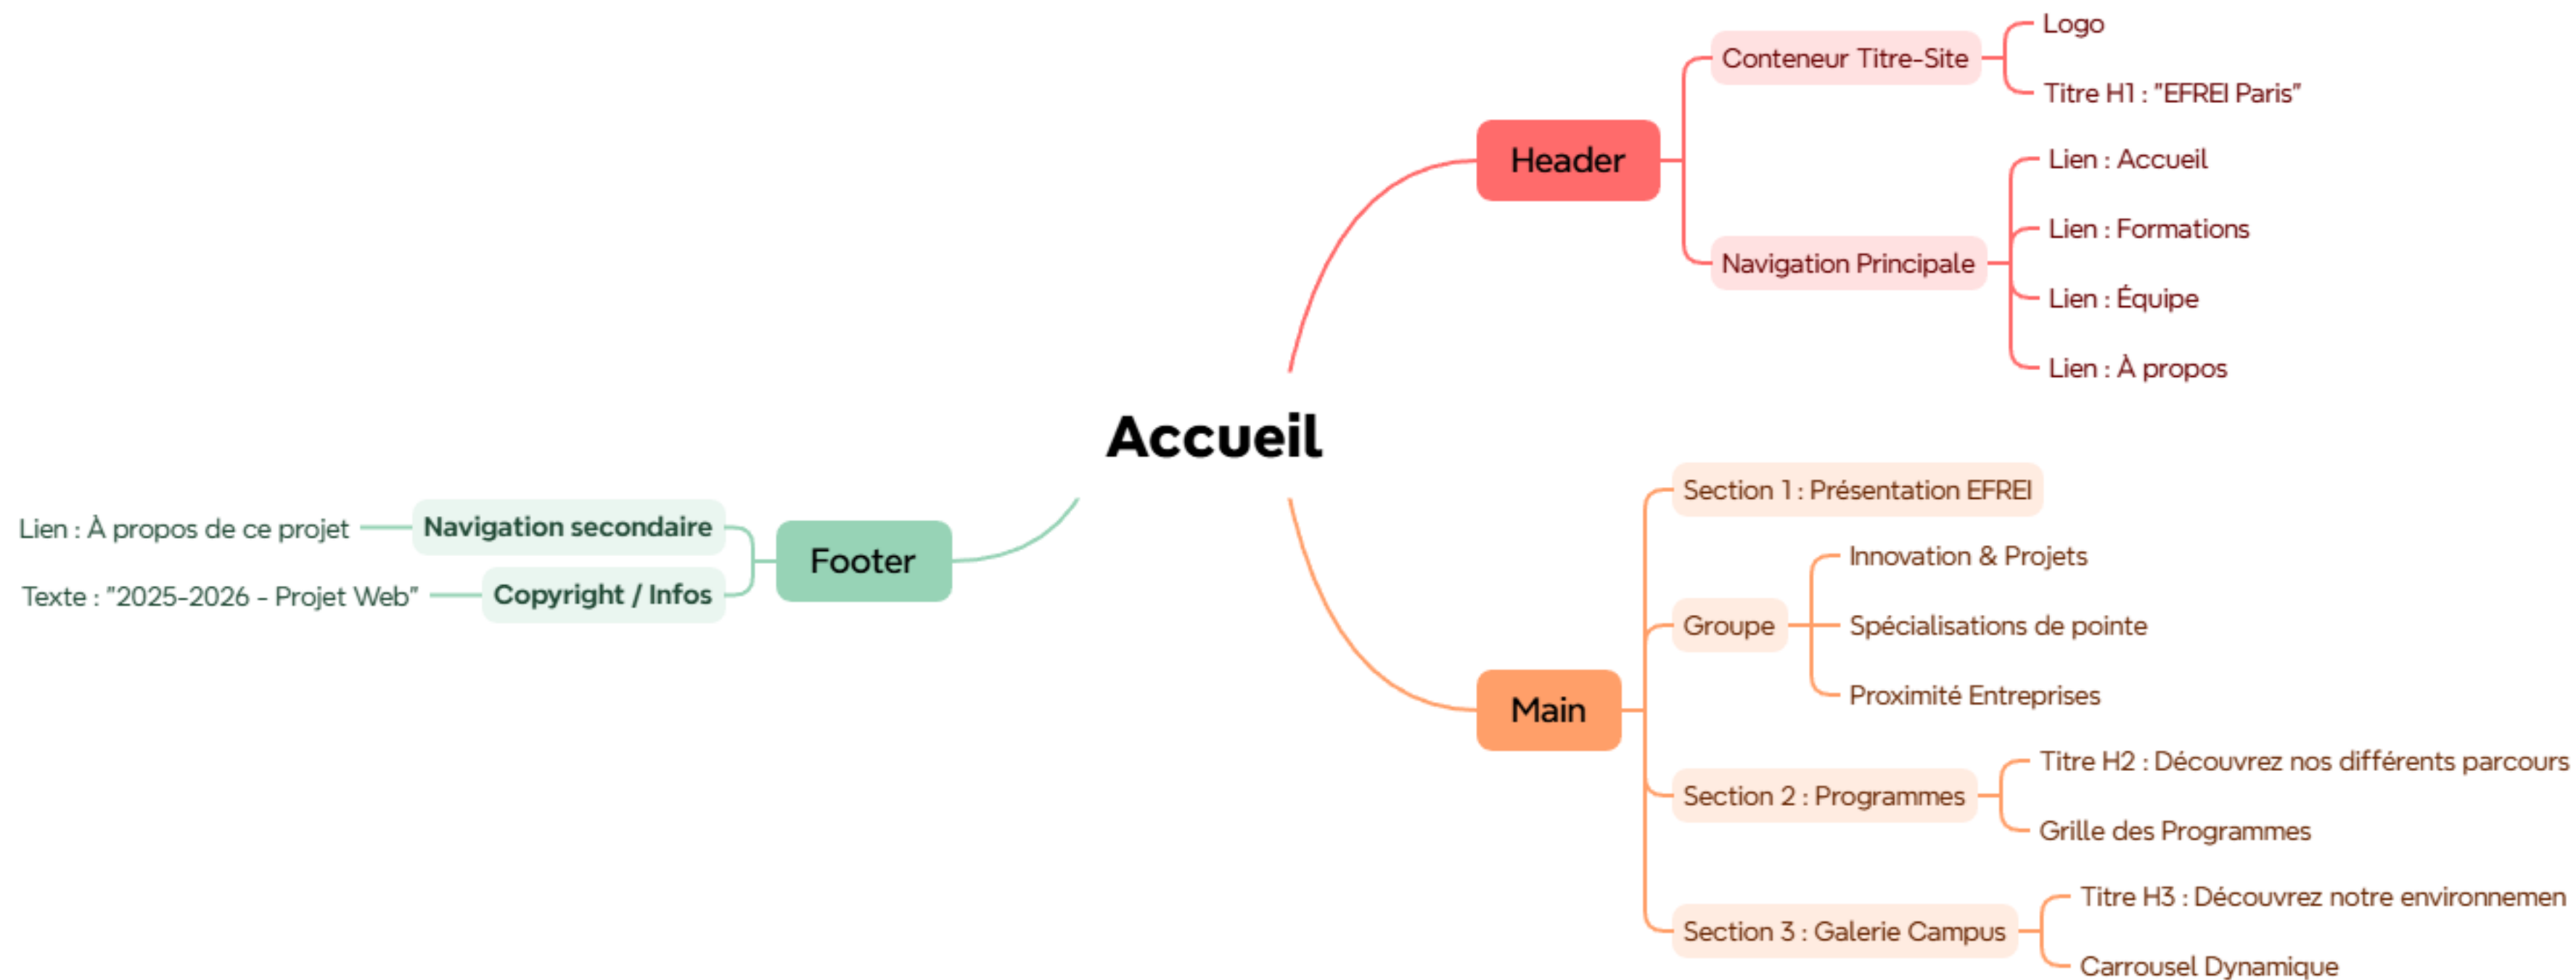 Accueil
Header
Conteneur Titre-Site
Logo
Titre H1 : "EFREI Paris"
Navigation Principale
Lien : Accueil
Lien : Formations
Lien : Équipe
Lien : À propos
Main
Section 1 : Présentation EFREI
Groupe
Innovation & Projets
Spécialisations de pointe
Proximité Entreprises
Section 2 : Programmes
Titre H2 : Découvrez nos différents parcours
Grille des Programmes
Section 3 : Galerie Campus
Titre H3 : Découvrez notre environnemen
Carrousel Dynamique
Footer
Navigation secondaire
Lien : À propos de ce projet
Copyright / Infos
Texte : "2025-2026 - Projet Web"